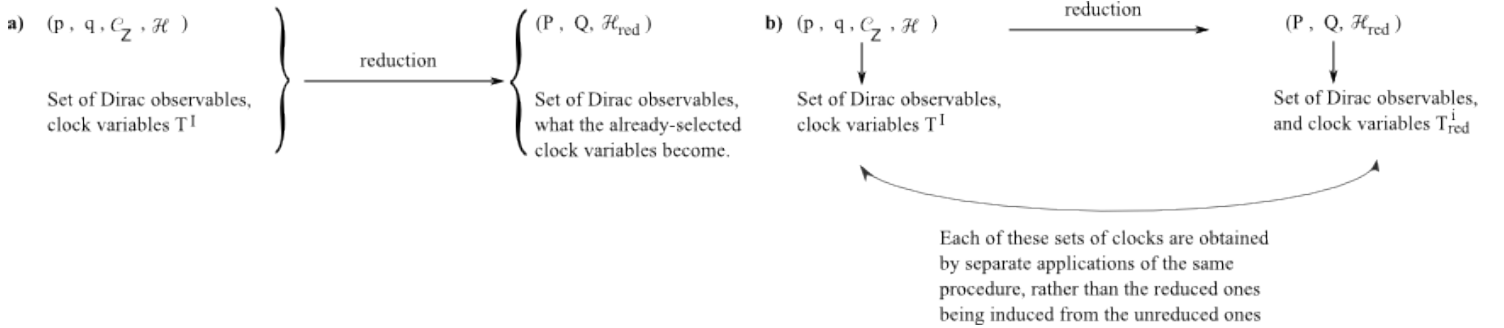 a) (p , q , 𝒞_Z , ℋ )
reduction
(P , Q, ℋ_red )
Set of Dirac observables,
clock variables T^I
Set of Dirac observables,
what the already-selected
clock variables become.
b) (p , q , 𝒞_Z , ℋ )
reduction
(P , Q, ℋ_red )
Set of Dirac observables,
clock variables T^I
Set of Dirac observables,
and clock variables T^i_red
Each of these sets of clocks are obtained
by separate applications of the same
procedure, rather than the reduced ones
being induced from the unreduced ones